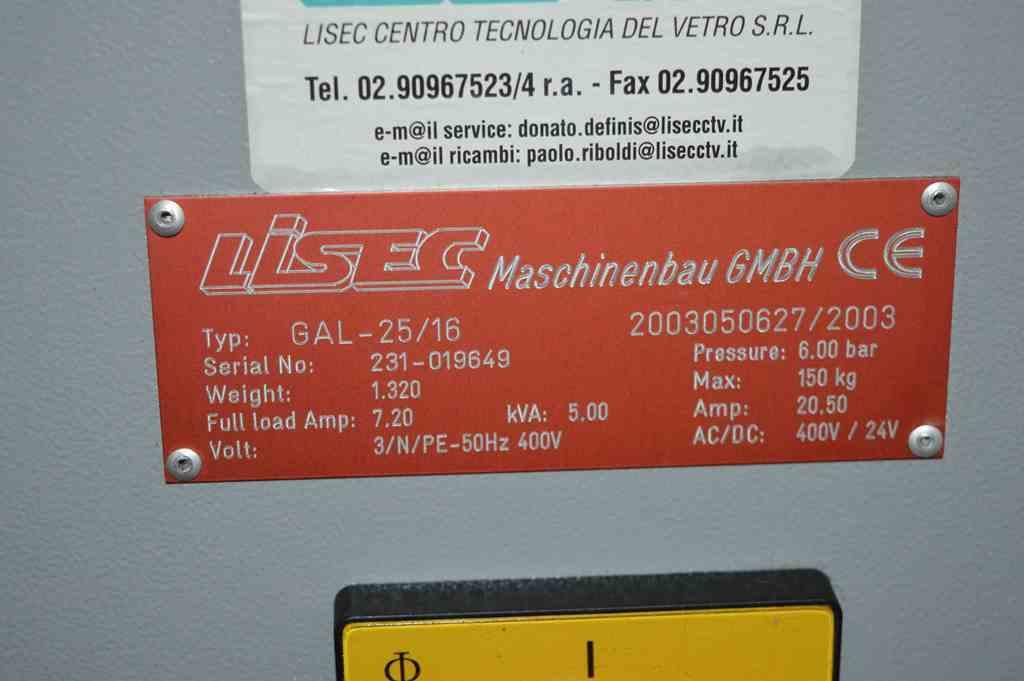 LISEC CENTRO TECNOLOGIA DEL VETRO S.R.L.
Tel. 02.90967523/4 r.a. - Fax 02.90967525
e-m@il service: donato.definis@lisecctv.it
e-m@il ricambi: paolo.riboldi@lisecctv.it
LiSEC Maschinenbau GMBH CE
Typ: GAL-25/16 2003050627/2003
Serial No: 231-019649 Pressure: 6.00 bar
Weight: 1.320 Max: 150 kg
Full load Amp: 7.20 kVA: 5.00 Amp: 20.50
Volt: 3/N/PE-50Hz 400V AC/DC: 400V / 24V
Φ I